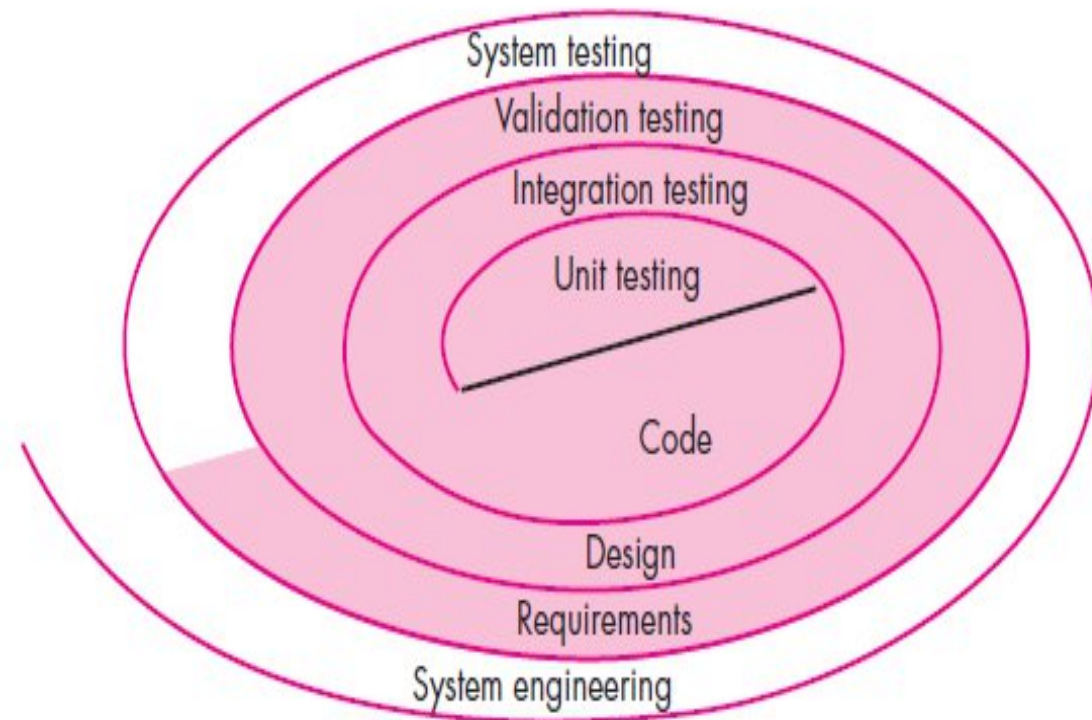 System testing
Validation testing
Integration testing
Unit testing
Code
Design
Requirements
System engineering